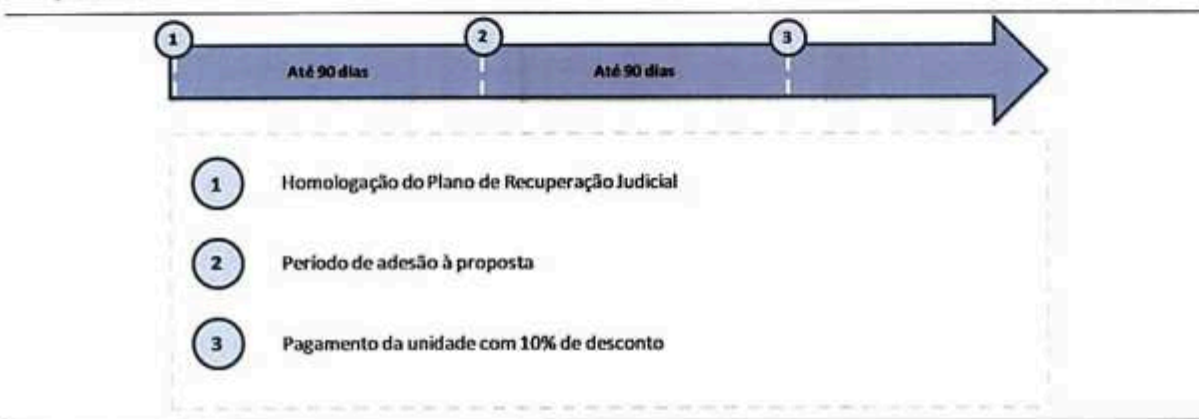 1 2 3
Até 90 dias Até 90 dias
1 Homologação do Plano de Recuperação Judicial
2 Período de adesão à proposta
3 Pagamento da unidade com 10% de desconto